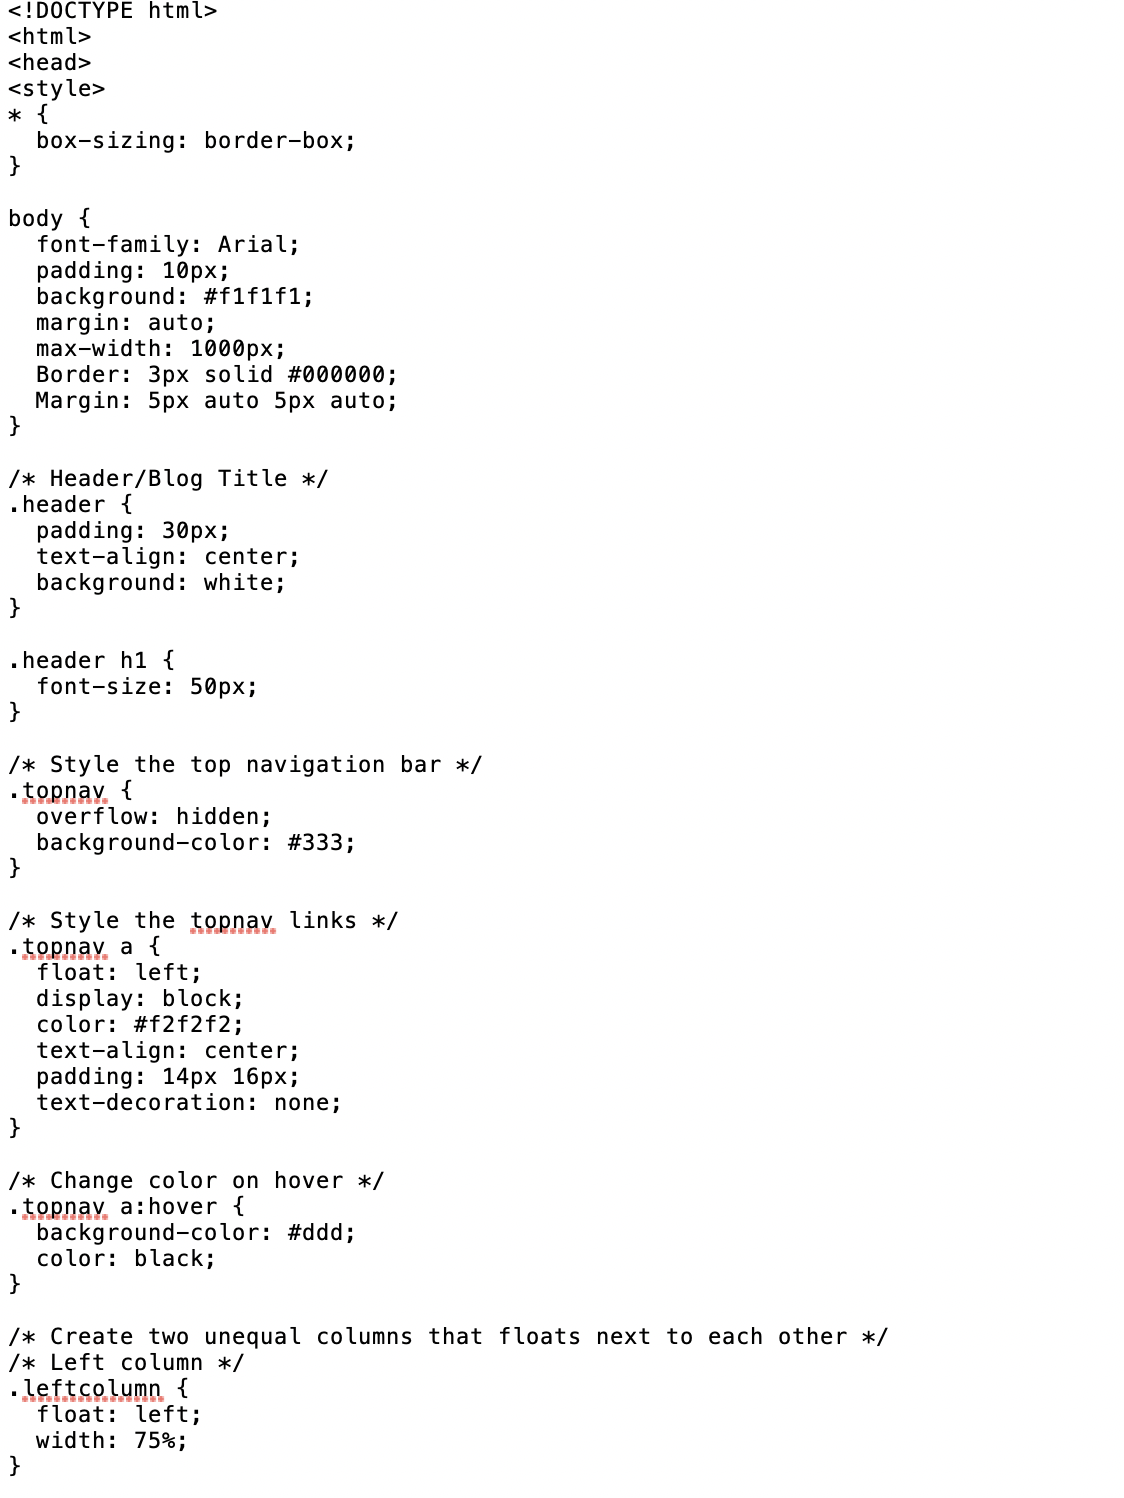 <!DOCTYPE html>
<html>
<head>
<style>
* {
  box-sizing: border-box;
}

body {
  font-family: Arial;
  padding: 10px;
  background: #f1f1f1;
  margin: auto;
  max-width: 1000px;
  Border: 3px solid #000000;
  Margin: 5px auto 5px auto;
}

/* Header/Blog Title */
.header {
  padding: 30px;
  text-align: center;
  background: white;
}

.header h1 {
  font-size: 50px;
}

/* Style the top navigation bar */
.topnav {
  overflow: hidden;
  background-color: #333;
}

/* Style the topnav links */
.topnav a {
  float: left;
  display: block;
  color: #f2f2f2;
  text-align: center;
  padding: 14px 16px;
  text-decoration: none;
}

/* Change color on hover */
.topnav a:hover {
  background-color: #ddd;
  color: black;
}

/* Create two unequal columns that floats next to each other */
/* Left column */
.leftcolumn {
  float: left;
  width: 75%;
}